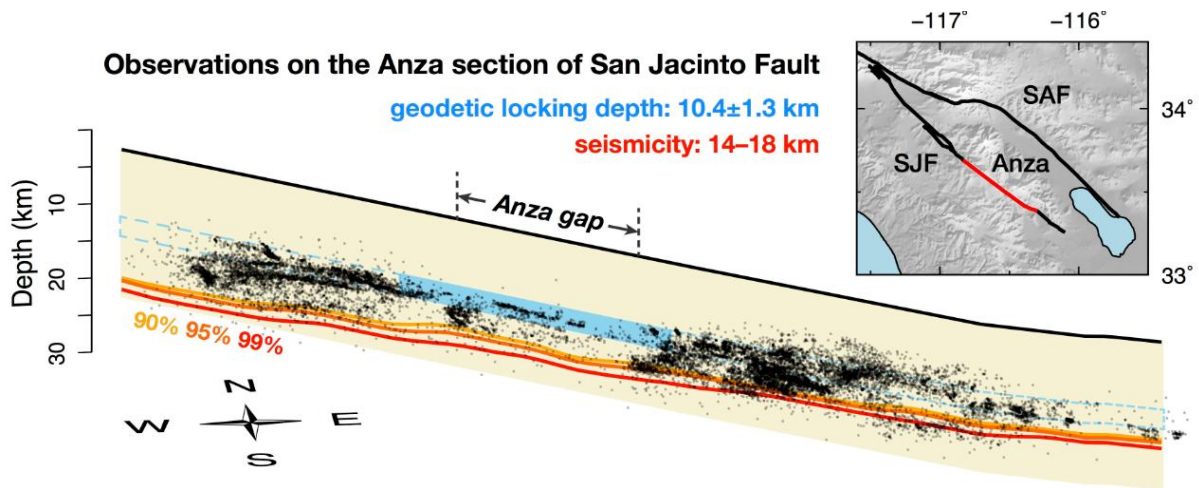 Observations on the Anza section of San Jacinto Fault
geodetic locking depth: 10.4±1.3 km
seismicity: 14–18 km
−117° −116°
34°
33°
SAF
SJF Anza
Anza gap
Depth (km)
10
20
30
90% 95% 99%
N
W E
S